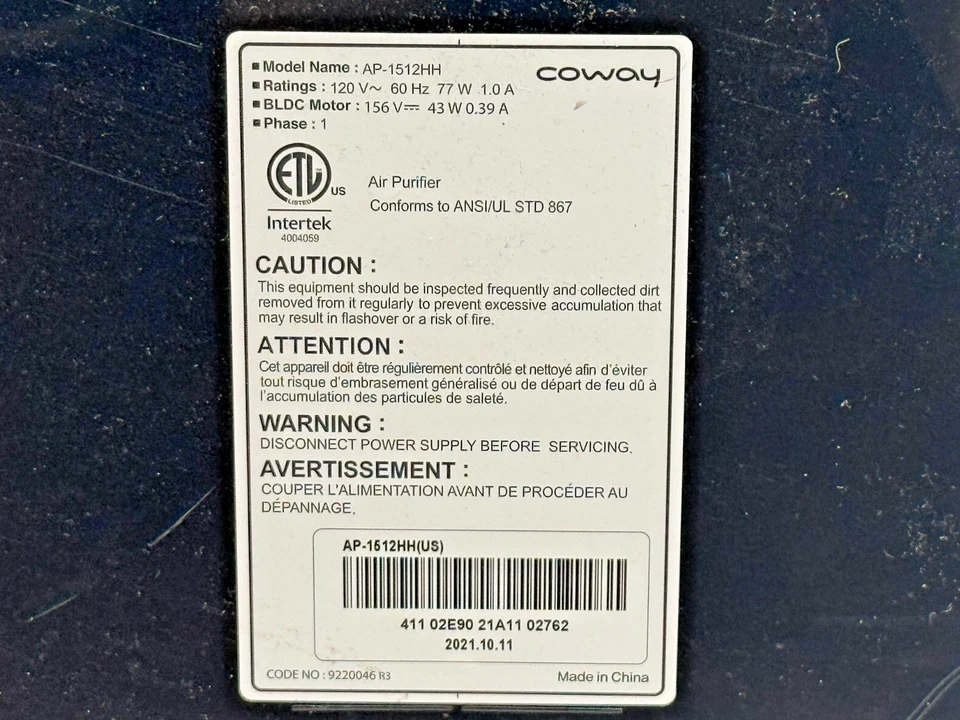 Model Name : AP-1512HH
coway
Ratings : 120 V~ 60 Hz 77 W 1.0 A
BLDC Motor : 156 V⎓ 43 W 0.39 A
Phase : 1
ETL
LISTED
US
Intertek
4004059
Air Purifier
Conforms to ANSI/UL STD 867
CAUTION :
This equipment should be inspected frequently and collected dirt
removed from it regularly to prevent excessive accumulation that
may result in flashover or a risk of fire.
ATTENTION :
Cet appareil doit être régulièrement contrôlé et nettoyé afin d'éviter
tout risque d'embrasement généralisé ou de départ de feu dû à
l'accumulation des particules de saleté.
WARNING :
DISCONNECT POWER SUPPLY BEFORE SERVICING.
AVERTISSEMENT :
COUPER L'ALIMENTATION AVANT DE PROCÉDER AU
DÉPANNAGE.
AP-1512HH(US)
411 02E90 21A11 02762
2021.10.11
CODE NO : 9220046 R3
Made in China